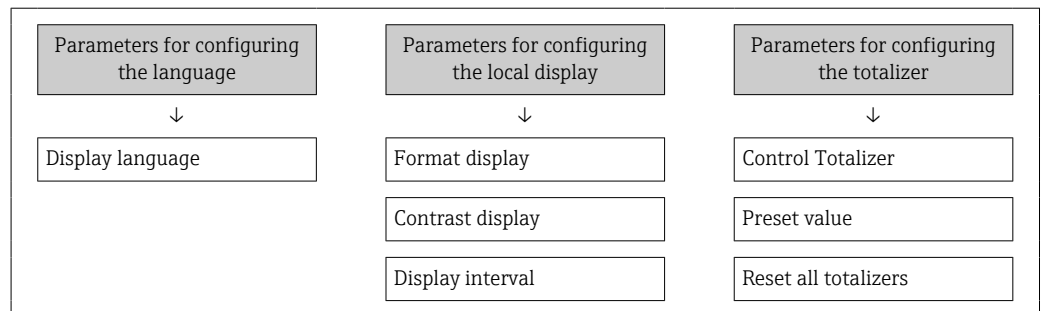 Parameters for configuring
the language
↓
Display language
Parameters for configuring
the local display
↓
Format display
Contrast display
Display interval
Parameters for configuring
the totalizer
↓
Control Totalizer
Preset value
Reset all totalizers